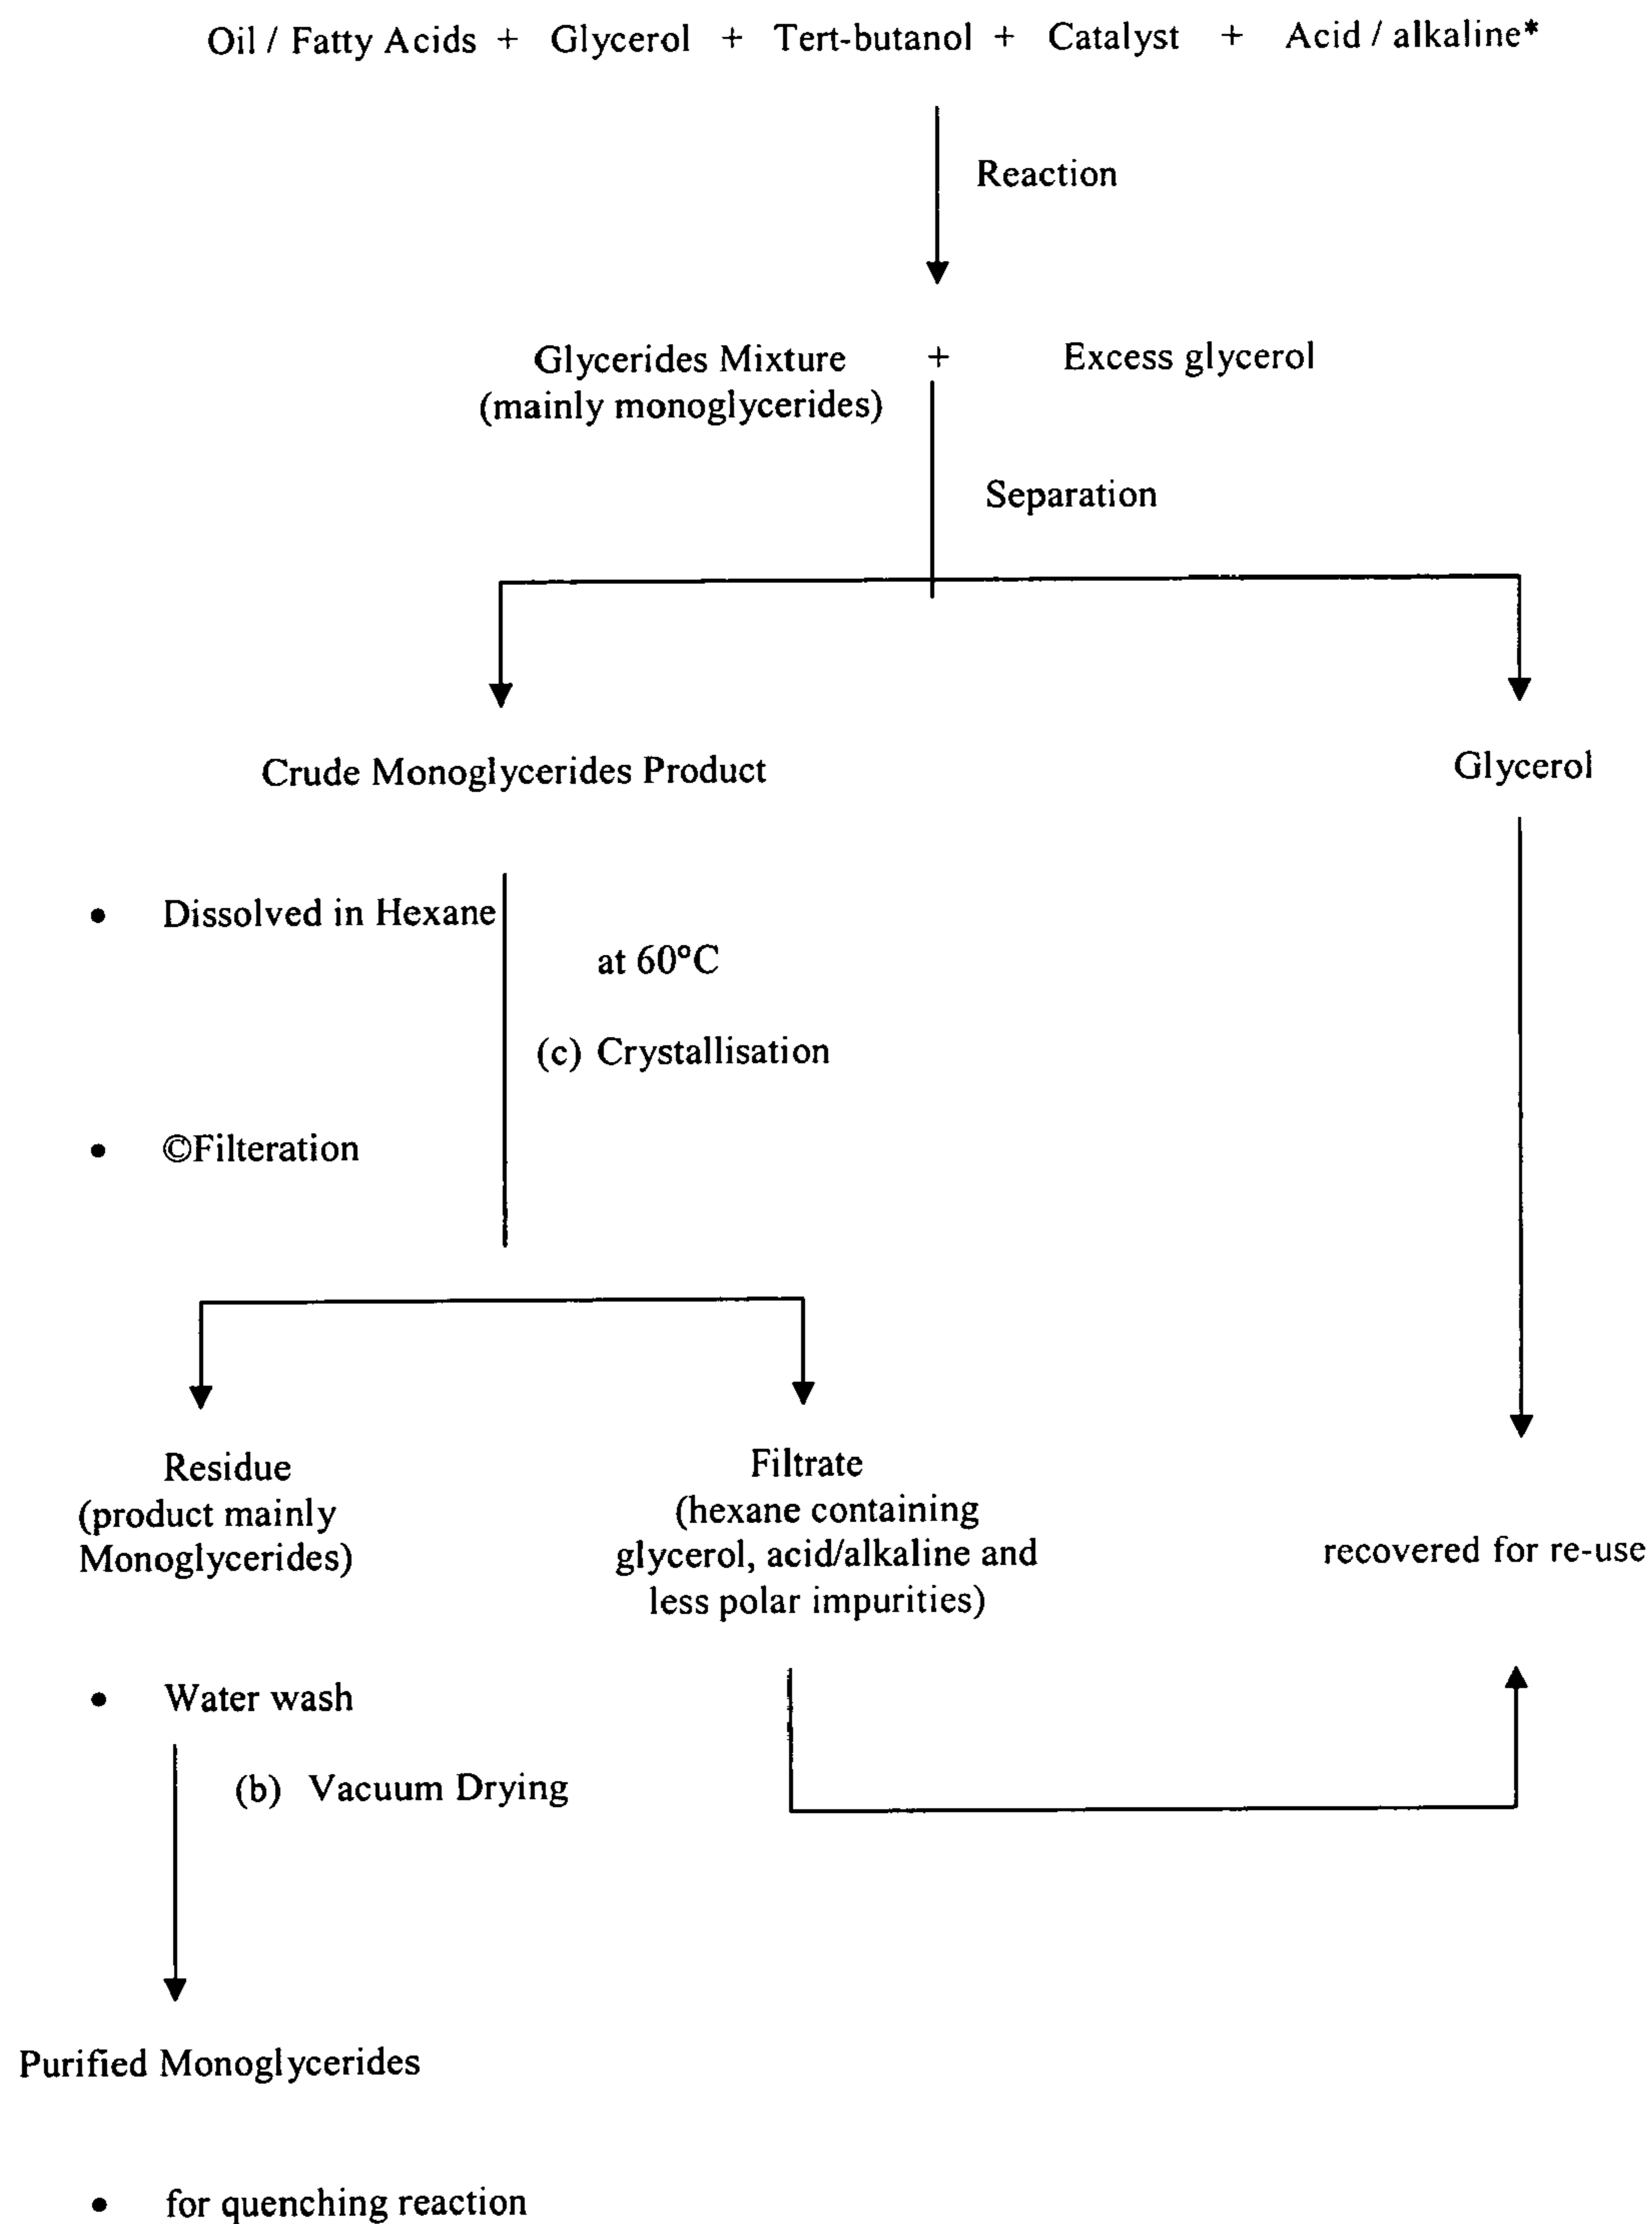 Oil / Fatty Acids + Glycerol + Tert-butanol + Catalyst + Acid / alkaline*
Reaction
Glycerides Mixture + Excess glycerol
(mainly monoglycerides)
Separation
Crude Monoglycerides Product
Glycerol
• Dissolved in Hexane
at 60°C
(c) Crystallisation
• ©Filteration
Residue
(product mainly
Monoglycerides)
Filtrate
(hexane containing
glycerol, acid/alkaline and
less polar impurities)
recovered for re-use
• Water wash
(b) Vacuum Drying
Purified Monoglycerides
• for quenching reaction